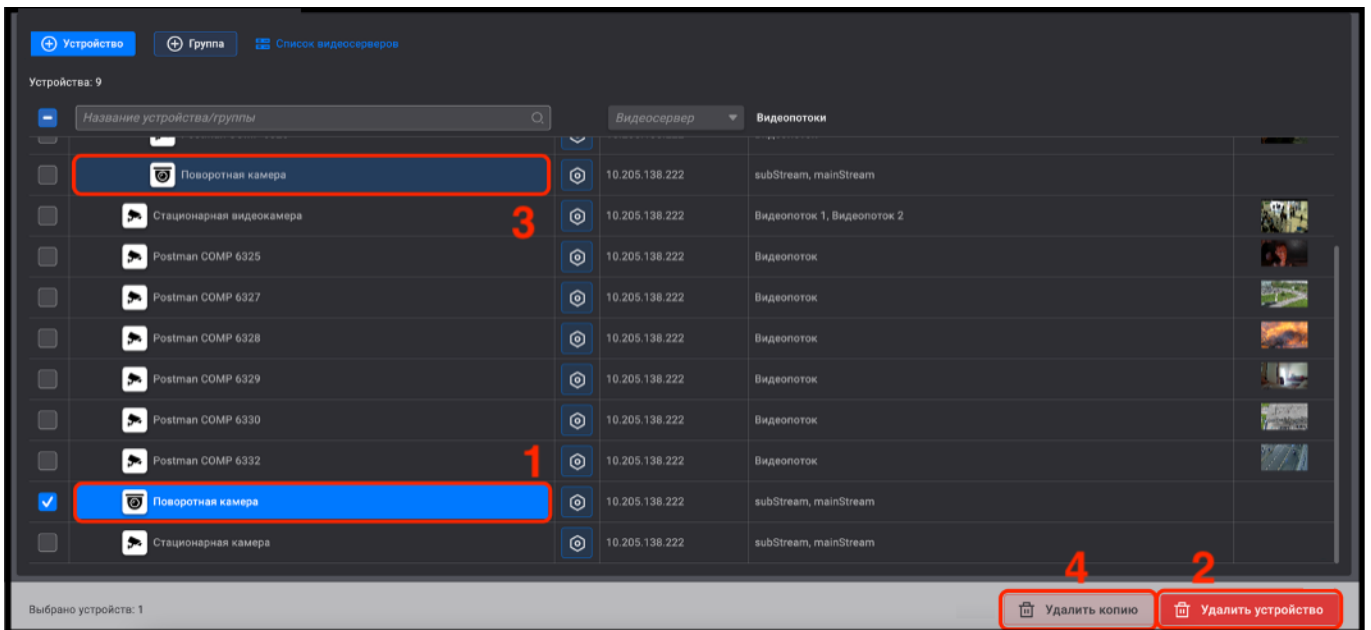 Устройство Группа Список видеосерверов
Устройства: 9
Название устройства/группы Видеосервер Видеопотоки
Поворотная камера 10.205.138.222 subStream, mainStream
3
Стационарная видеокамера 10.205.138.222 Видеопоток 1, Видеопоток 2
Postman COMP 6325 10.205.138.222 Видеопоток
Postman COMP 6327 10.205.138.222 Видеопоток
Postman COMP 6328 10.205.138.222 Видеопоток
Postman COMP 6329 10.205.138.222 Видеопоток
Postman COMP 6330 10.205.138.222 Видеопоток
Postman COMP 6332 10.205.138.222 Видеопоток
1
Поворотная камера 10.205.138.222 subStream, mainStream
Стационарная камера 10.205.138.222 subStream, mainStream
4 2
Выбрано устройств: 1 Удалить копию Удалить устройство